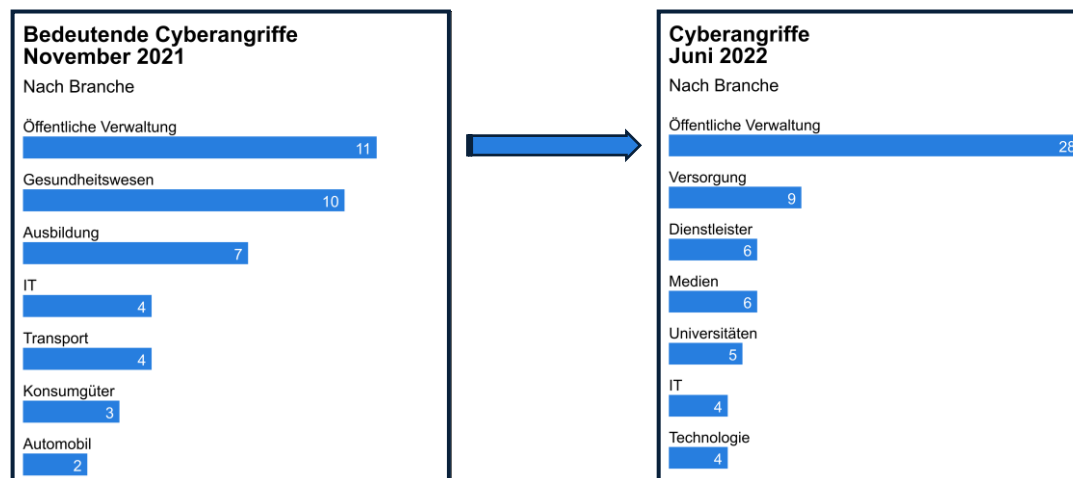 Bedeutende Cyberangriffe
November 2021
Nach Branche
Öffentliche Verwaltung
11
Gesundheitswesen
10
Ausbildung
7
IT
4
Transport
4
Konsumgüter
3
Automobil
2
Cyberangriffe
Juni 2022
Nach Branche
Öffentliche Verwaltung
28
Versorgung
9
Dienstleister
6
Medien
6
Universitäten
5
IT
4
Technologie
4